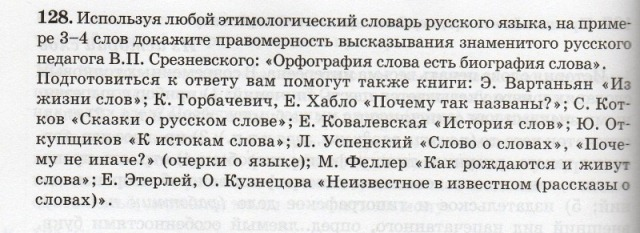 128. Используя любой этимологический словарь русского языка, на приме-
ре 3–4 слов докажите правомерность высказывания знаменитого русского
педагога В.П. Срезневского: «Орфография слова есть биография слова».
Подготовиться к ответу вам помогут также книги: Э. Вартаньян «Из
жизни слов»; К. Горбачевич, Е. Хабло «Почему так названы?»; С. Кот-
ков «Сказки о русском слове»; Е. Ковалевская «История слов»; Ю. От-
купщиков «К истокам слова»; Л. Успенский «Слово о словах», «Поче-
му не иначе?» (очерки о языке); М. Феллер «Как рождаются и живут
слова»; Е. Этерлей, О. Кузнецова «Неизвестное в известном (рассказы о
словах)».